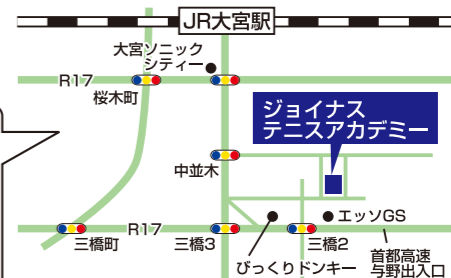 JR大宮駅
大宮ソニック
シティー
R17
桜木町
ジョイナス
テニスアカデミー
中並木
R17
三橋町
三橋3
三橋2
エッソGS
びっくりドンキー
首都高速
与野出入口